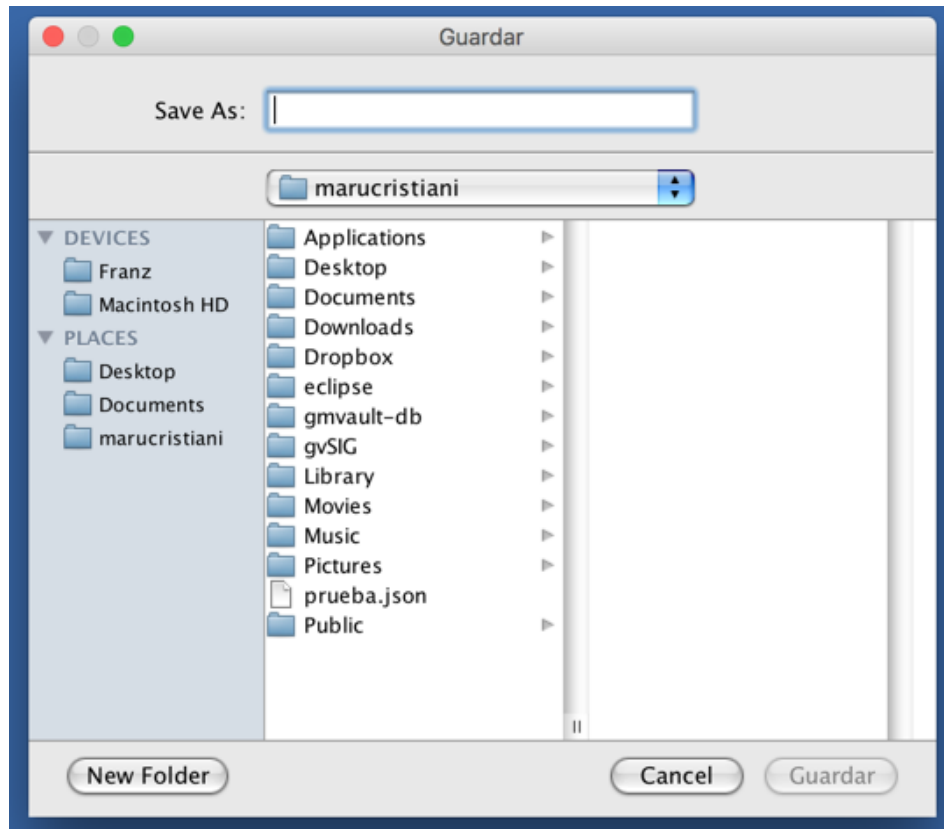 Guardar
Save As:
marucristiani
DEVICES
Franz
Macintosh HD
PLACES
Desktop
Documents
marucristiani
Applications
Desktop
Documents
Downloads
Dropbox
eclipse
gmvault-db
gvSIG
Library
Movies
Music
Pictures
prueba.json
Public
New Folder
Cancel
Guardar